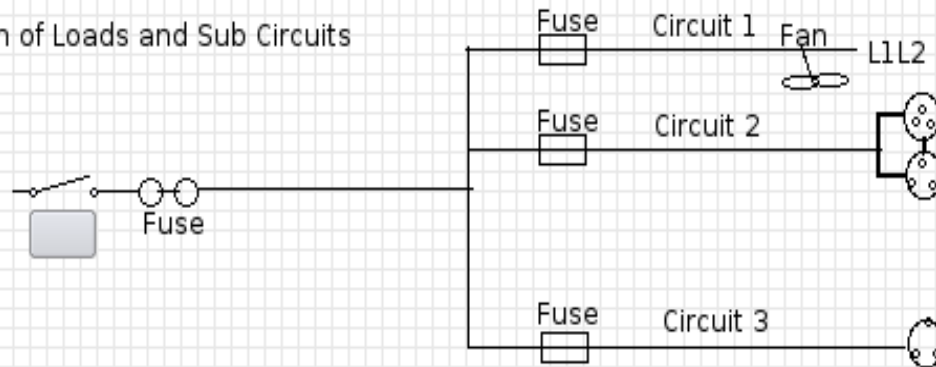 of Loads and Sub Circuits
Fuse
Circuit 1
Fan
L1L2
Fuse
Circuit 2
Fuse
Fuse
Circuit 3